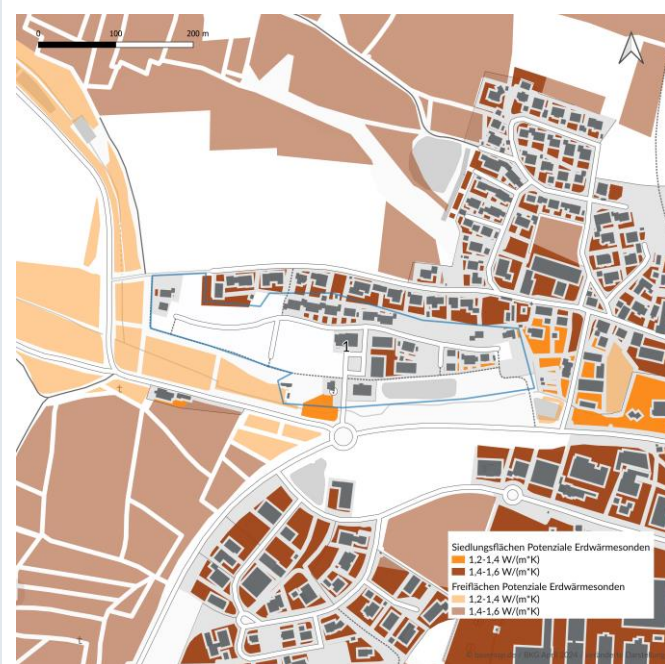 0 100 200 m
1
Siedlungsflächen Potenziale Erdwärmesonden
1,2-1,4 W/(m*K)
1,4-1,6 W/(m*K)
Freiflächen Potenziale Erdwärmesonden
1,2-1,4 W/(m*K)
1,4-1,6 W/(m*K)